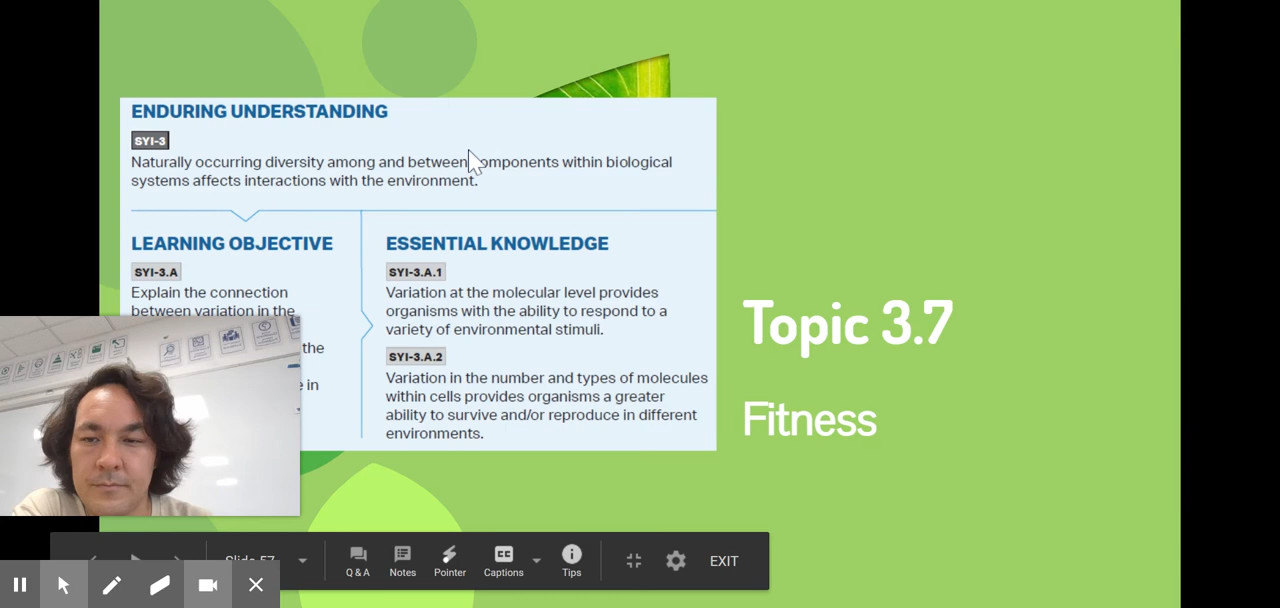 ENDURING UNDERSTANDING
SYI-3
Naturally occurring diversity among and between components within biological
systems affects interactions with the environment.
LEARNING OBJECTIVE
SYI-3.A
Explain the connection
between variation in the
the
in
ESSENTIAL KNOWLEDGE
SYI-3.A.1
Variation at the molecular level provides
organisms with the ability to respond to a
variety of environmental stimuli.
SYI-3.A.2
Variation in the number and types of molecules
within cells provides organisms a greater
ability to survive and/or reproduce in different
environments.
Topic 3.7
Fitness
Slide 57
Q & A
Notes
Pointer
CC
Captions
Tips
EXIT